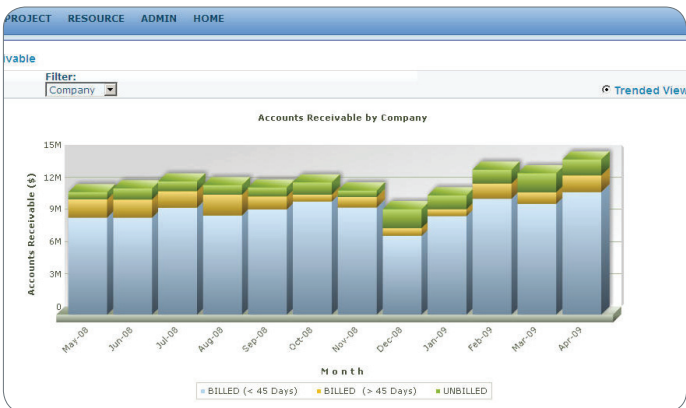 PROJECT RESOURCE ADMIN HOME
ivable
Filter:
Company
Trended View
Accounts Receivable by Company
15M
12M
9M
6M
3M
0
Accounts Receivable ($)
May-08 Jun-08 Jul-08 Aug-08 Sep-08 Oct-08 Nov-08 Dec-08 Jan-09 Feb-09 Mar-09 Apr-09
Month
BILLED (< 45 Days) BILLED (> 45 Days) UNBILLED